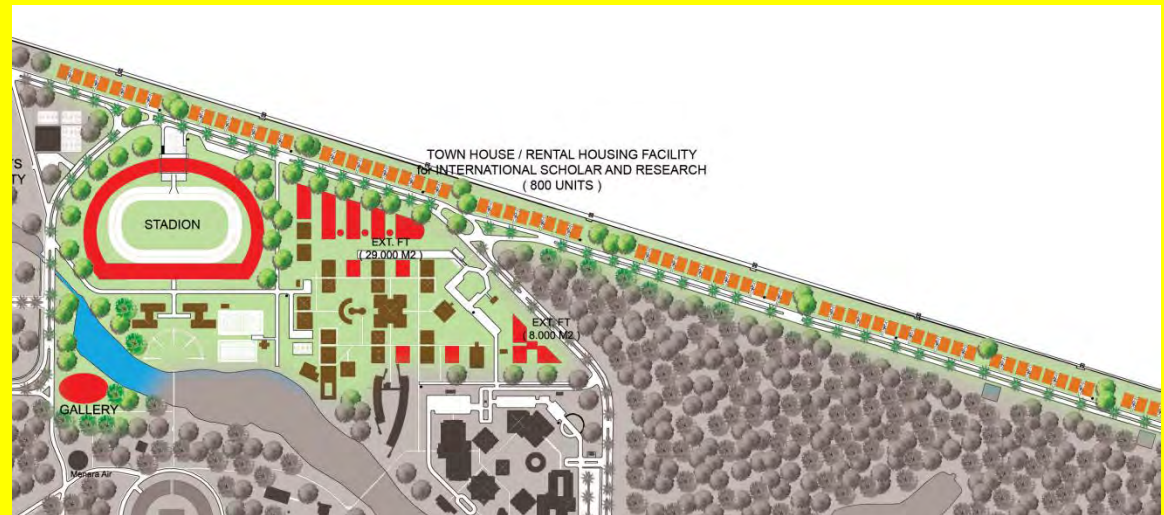 TOWN HOUSE / RENTAL HOUSING FACILITY
for INTERNATIONAL SCHOLAR AND RESEARCH
( 800 UNITS )
STADION
EXT. FT
( 29.000 M2 )
EXT. FT
( 8.000 M2 )
GALLERY
Menara Air